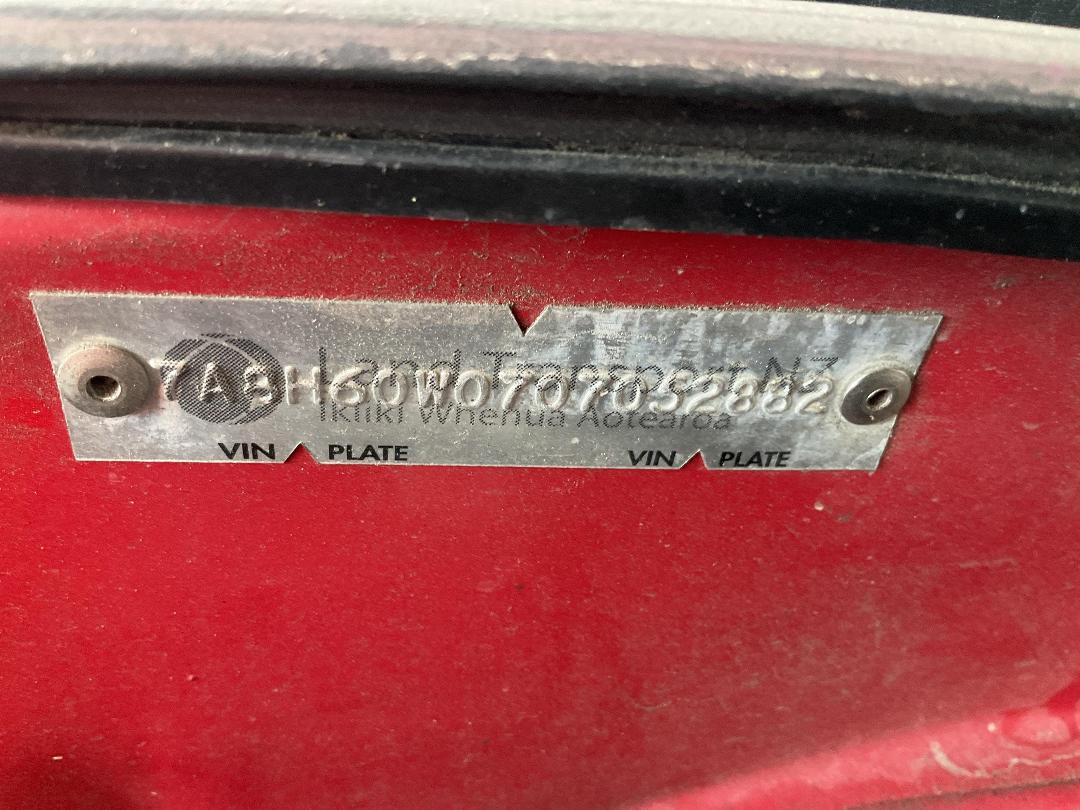 Land Transport NZ
7A8H60W0707052882
Ikiiki Whenua Aotearoa
VIN PLATE VIN PLATE